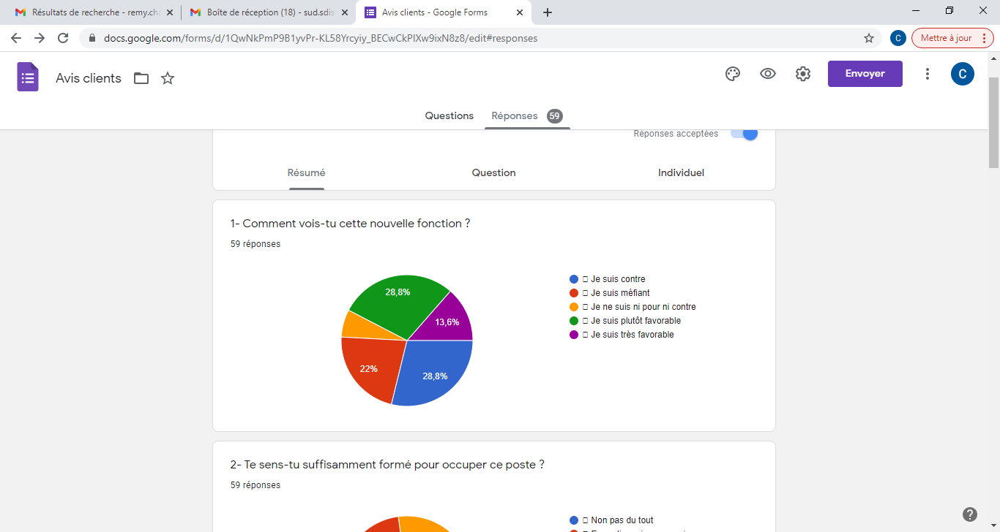 Résultats de recherche - remy.cha
Boîte de réception (18) - sud.sdis
Avis clients - Google Forms
docs.google.com/forms/d/1QwNkPmP9B1yvPr-KL58Yrcyiy_BECwCkPIXw9ixN8z8/edit#responses
C
Mettre à jour
Avis clients
Envoyer
C
Questions
Réponses
59
Réponses acceptées
Résumé
Question
Individuel
1- Comment vois-tu cette nouvelle fonction ?
59 réponses
28,8%
13,6%
22%
28,8%
Je suis contre
Je suis méfiant
Je ne suis ni pour ni contre
Je suis plutôt favorable
Je suis très favorable
2- Te sens-tu suffisamment formé pour occuper ce poste ?
59 réponses
Non pas du tout